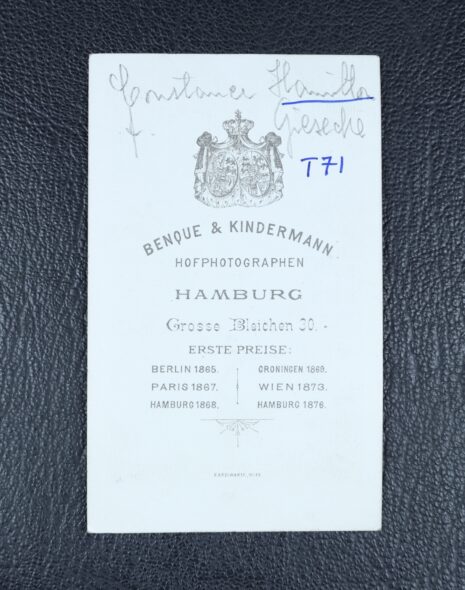 Constance Hamilton
f. Giesecke
T71
BENQUE & KINDERMANN
HOFPHOTOGRAPHEN
HAMBURG
Grosse Bleichen 30.
ERSTE PREISE:
BERLIN 1865. GRONINGEN 1869.
PARIS 1867. WIEN 1873.
HAMBURG 1868. HAMBURG 1876.